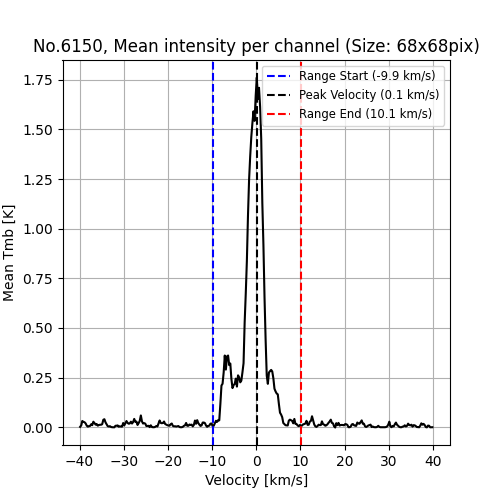 No.6150, Mean intensity per channel (Size: 68x68pix)
Range Start (-9.9 km/s)
Peak Velocity (0.1 km/s)
Range End (10.1 km/s)
Mean Tmb [K]
1.75
1.50
1.25
1.00
0.75
0.50
0.25
0.00
−40 −30 −20 −10 0 10 20 30 40
Velocity [km/s]